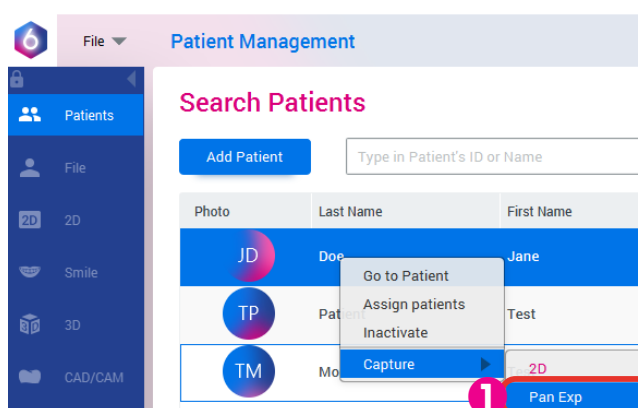 6
File
Patient Management
Patients
Search Patients
Add Patient
Type in Patient's ID or Name
File
Photo
Last Name
First Name
2D
2D
JD
Doe
Jane
Go to Patient
Smile
Assign patients
TP
Test
Inactivate
3D
3D
Capture
2D
TM
Mo
CAD/CAM
1
Pan Exp